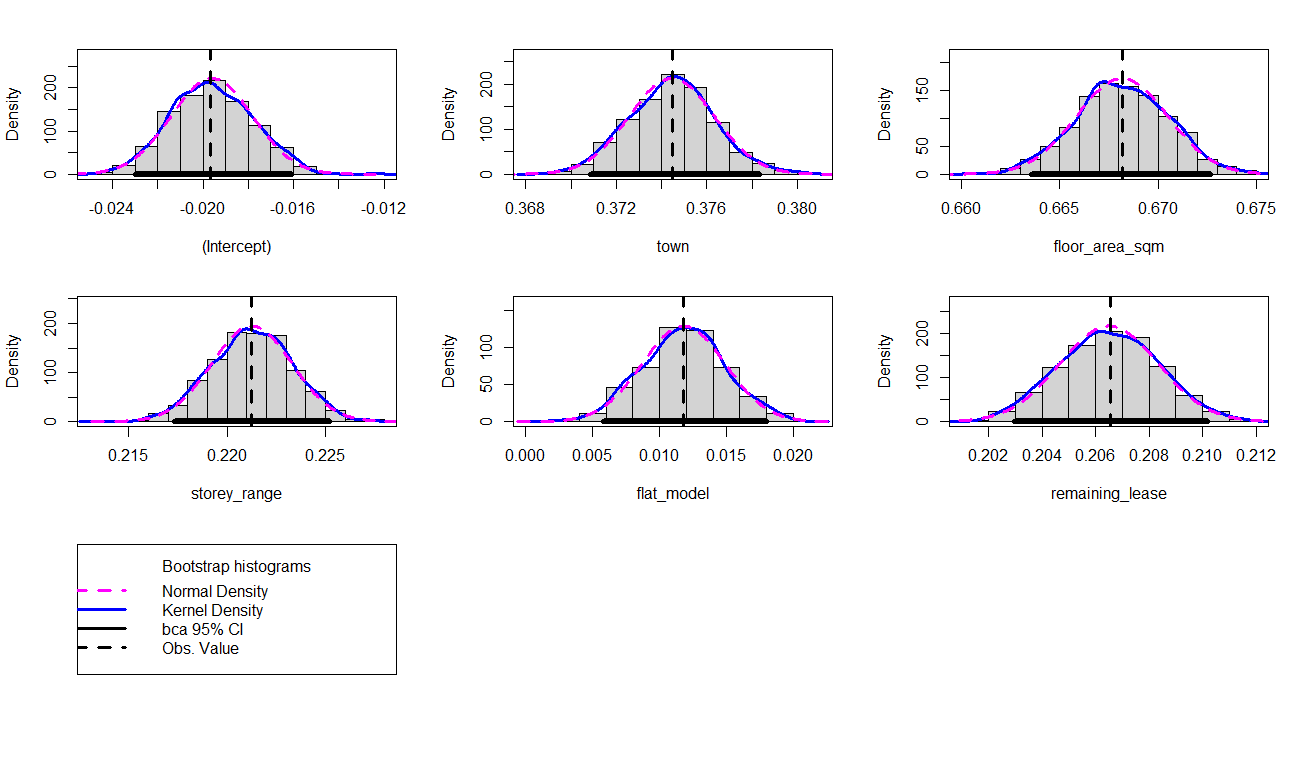 Density
0 100 200
-0.024 -0.020 -0.016 -0.012
(Intercept)
Density
0 100 200
0.368 0.372 0.376 0.380
town
Density
0 50 150
0.660 0.665 0.670 0.675
floor_area_sqm
Density
0 100 200
0.215 0.220 0.225
storey_range
Density
0 50 100
0.000 0.005 0.010 0.015 0.020
flat_model
Density
0 100 200
0.202 0.204 0.206 0.208 0.210 0.212
remaining_lease
Bootstrap histograms
Normal Density
Kernel Density
bca 95% CI
Obs. Value